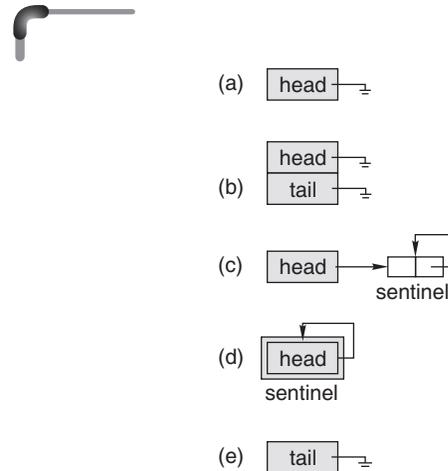 (a) head
head
(b) tail
(c) head
sentinel
(d) head
sentinel
(e) tail